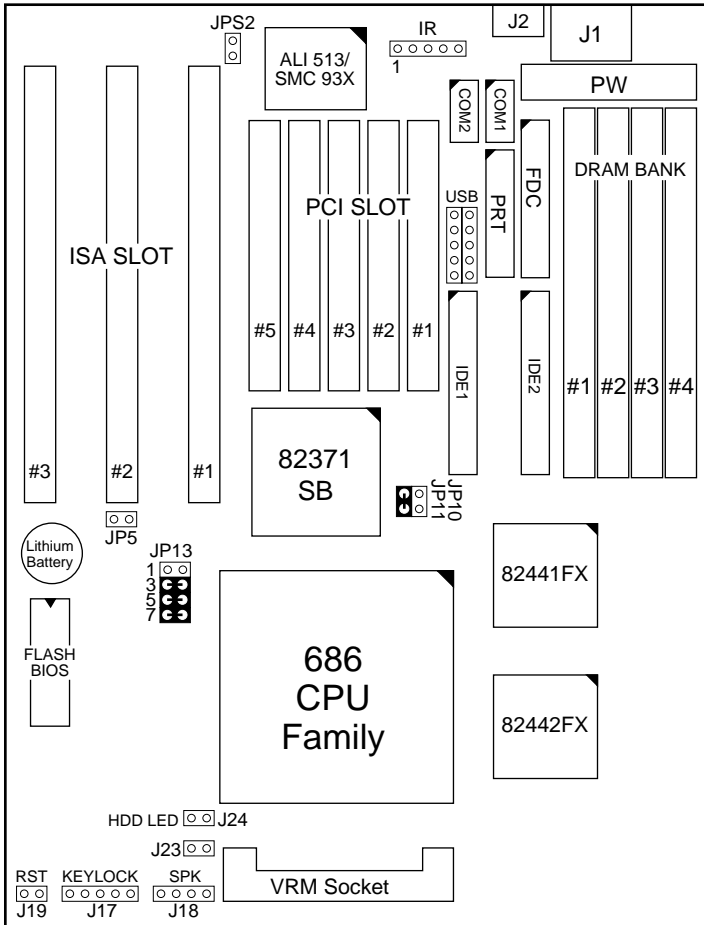 JPS2
ALI 513/
SMC 93X
IR
1
J2
J1
PW
COM2
COM1
PRT
FDC
DRAM BANK
USB
ISA SLOT
PCI SLOT
#5
#4
#3
#2
#1
IDE1
IDE2
#1
#2
#3
#4
#3
#2
#1
82371
SB
JP10
JP11
JP5
Lithium
Battery
JP13
1
3
5
7
82441FX
FLASH
BIOS
686
CPU
Family
82442FX
HDD LED
J24
J23
VRM Socket
RST
KEYLOCK
SPK
J19
J17
J18